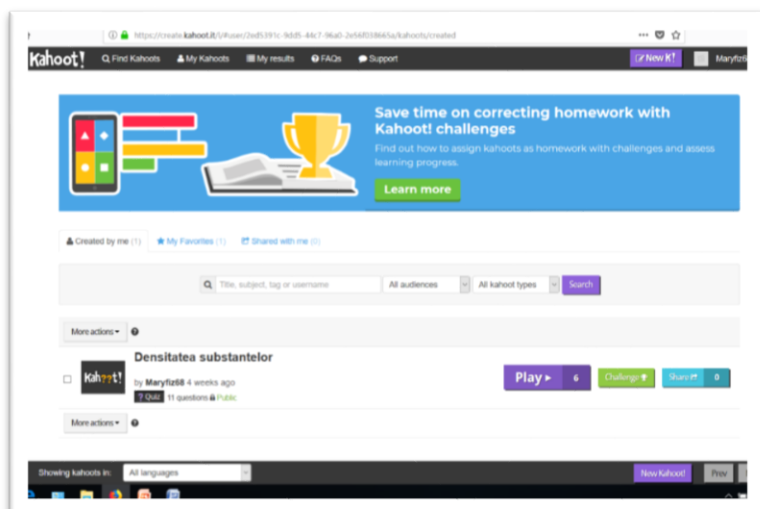 https://create.kahoot.it/l/#user/2ed5391c-9dd5-44c7-96a0-2e56f038665a/kahoots/created
Kahoot! Find Kahoots My Kahoots My results FAQs Support New K! Maryfiz6
Save time on correcting homework with
Kahoot! challenges
Find out how to assign kahoots as homework with challenges and assess
learning progress.
Learn more
Created by me (1) My Favorites (1) Shared with me (0)
Title, subject, tag or username All audiences All kahoot types Search
More actions
Densitatea substantelor
Kah??t!
by Maryfiz68 4 weeks ago
? Quiz 11 questions Public
Play 6 Challenge Share 0
More actions
Showing kahoots in: All languages New Kahoot! Prev